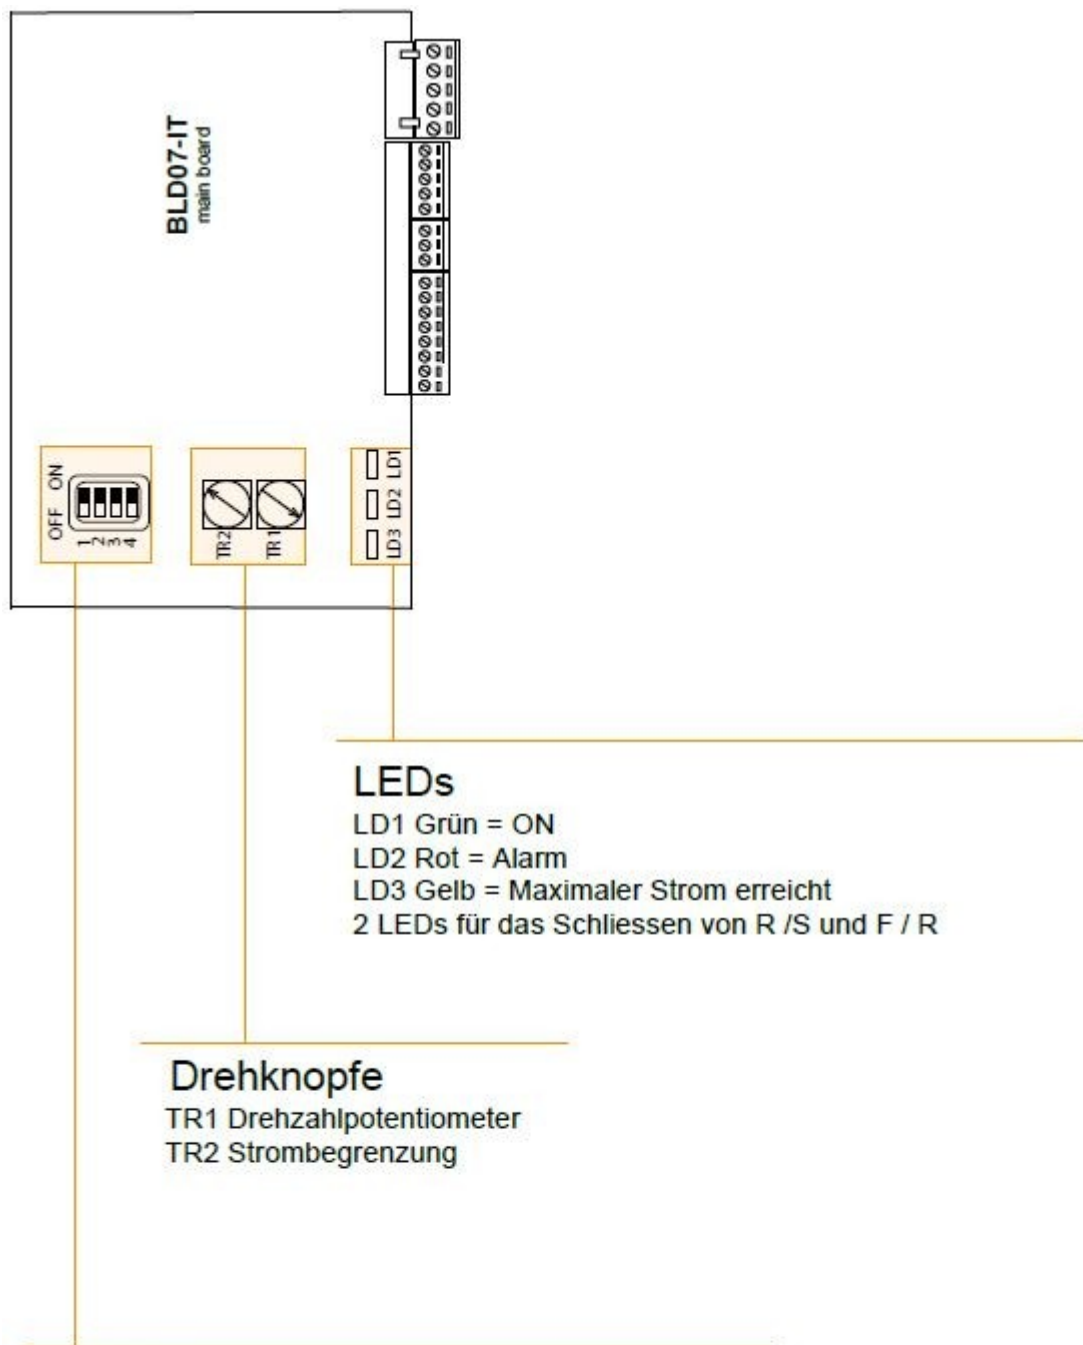 BLD07-IT
main board
ON
OFF
1
2
3
4
TR2
TR1
LD1
LD2
LD3
LEDs
LD1 Grün = ON
LD2 Rot = Alarm
LD3 Gelb = Maximaler Strom erreicht
2 LEDs für das Schliessen von R /S und F / R
Drehknopfe
TR1 Drehzahlpotentiometer
TR2 Strombegrenzung